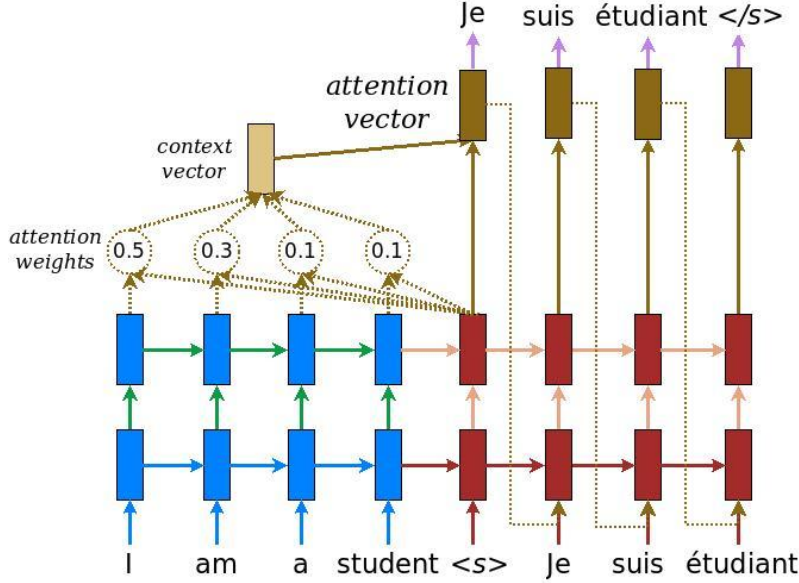 Je suis étudiant </s>
attention
vector
context
vector
attention
weights
0.5 0.3 0.1 0.1
I am a student <s> Je suis étudiant